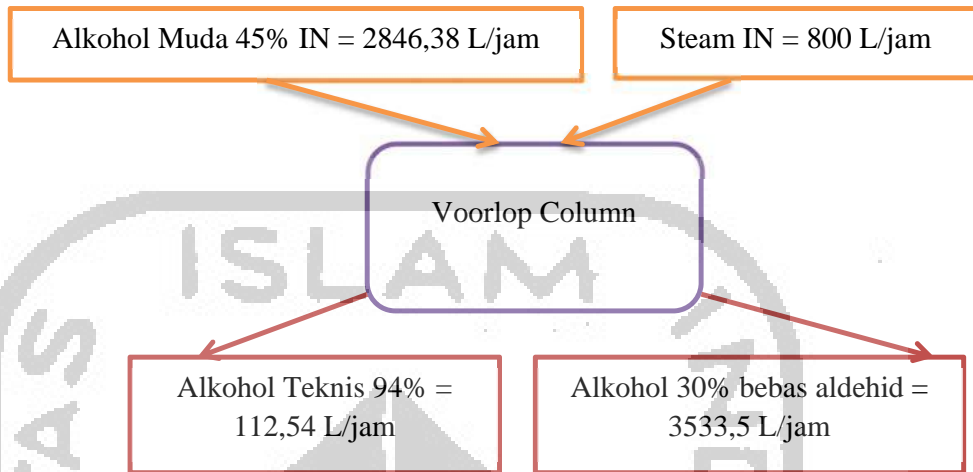 Alkohol Muda 45% IN = 2846,38 L/jam
Steam IN = 800 L/jam
Voorlop Column
ISLAM
Alkohol Teknis 94% =
112,54 L/jam
Alkohol 30% bebas aldehid =
3533,5 L/jam